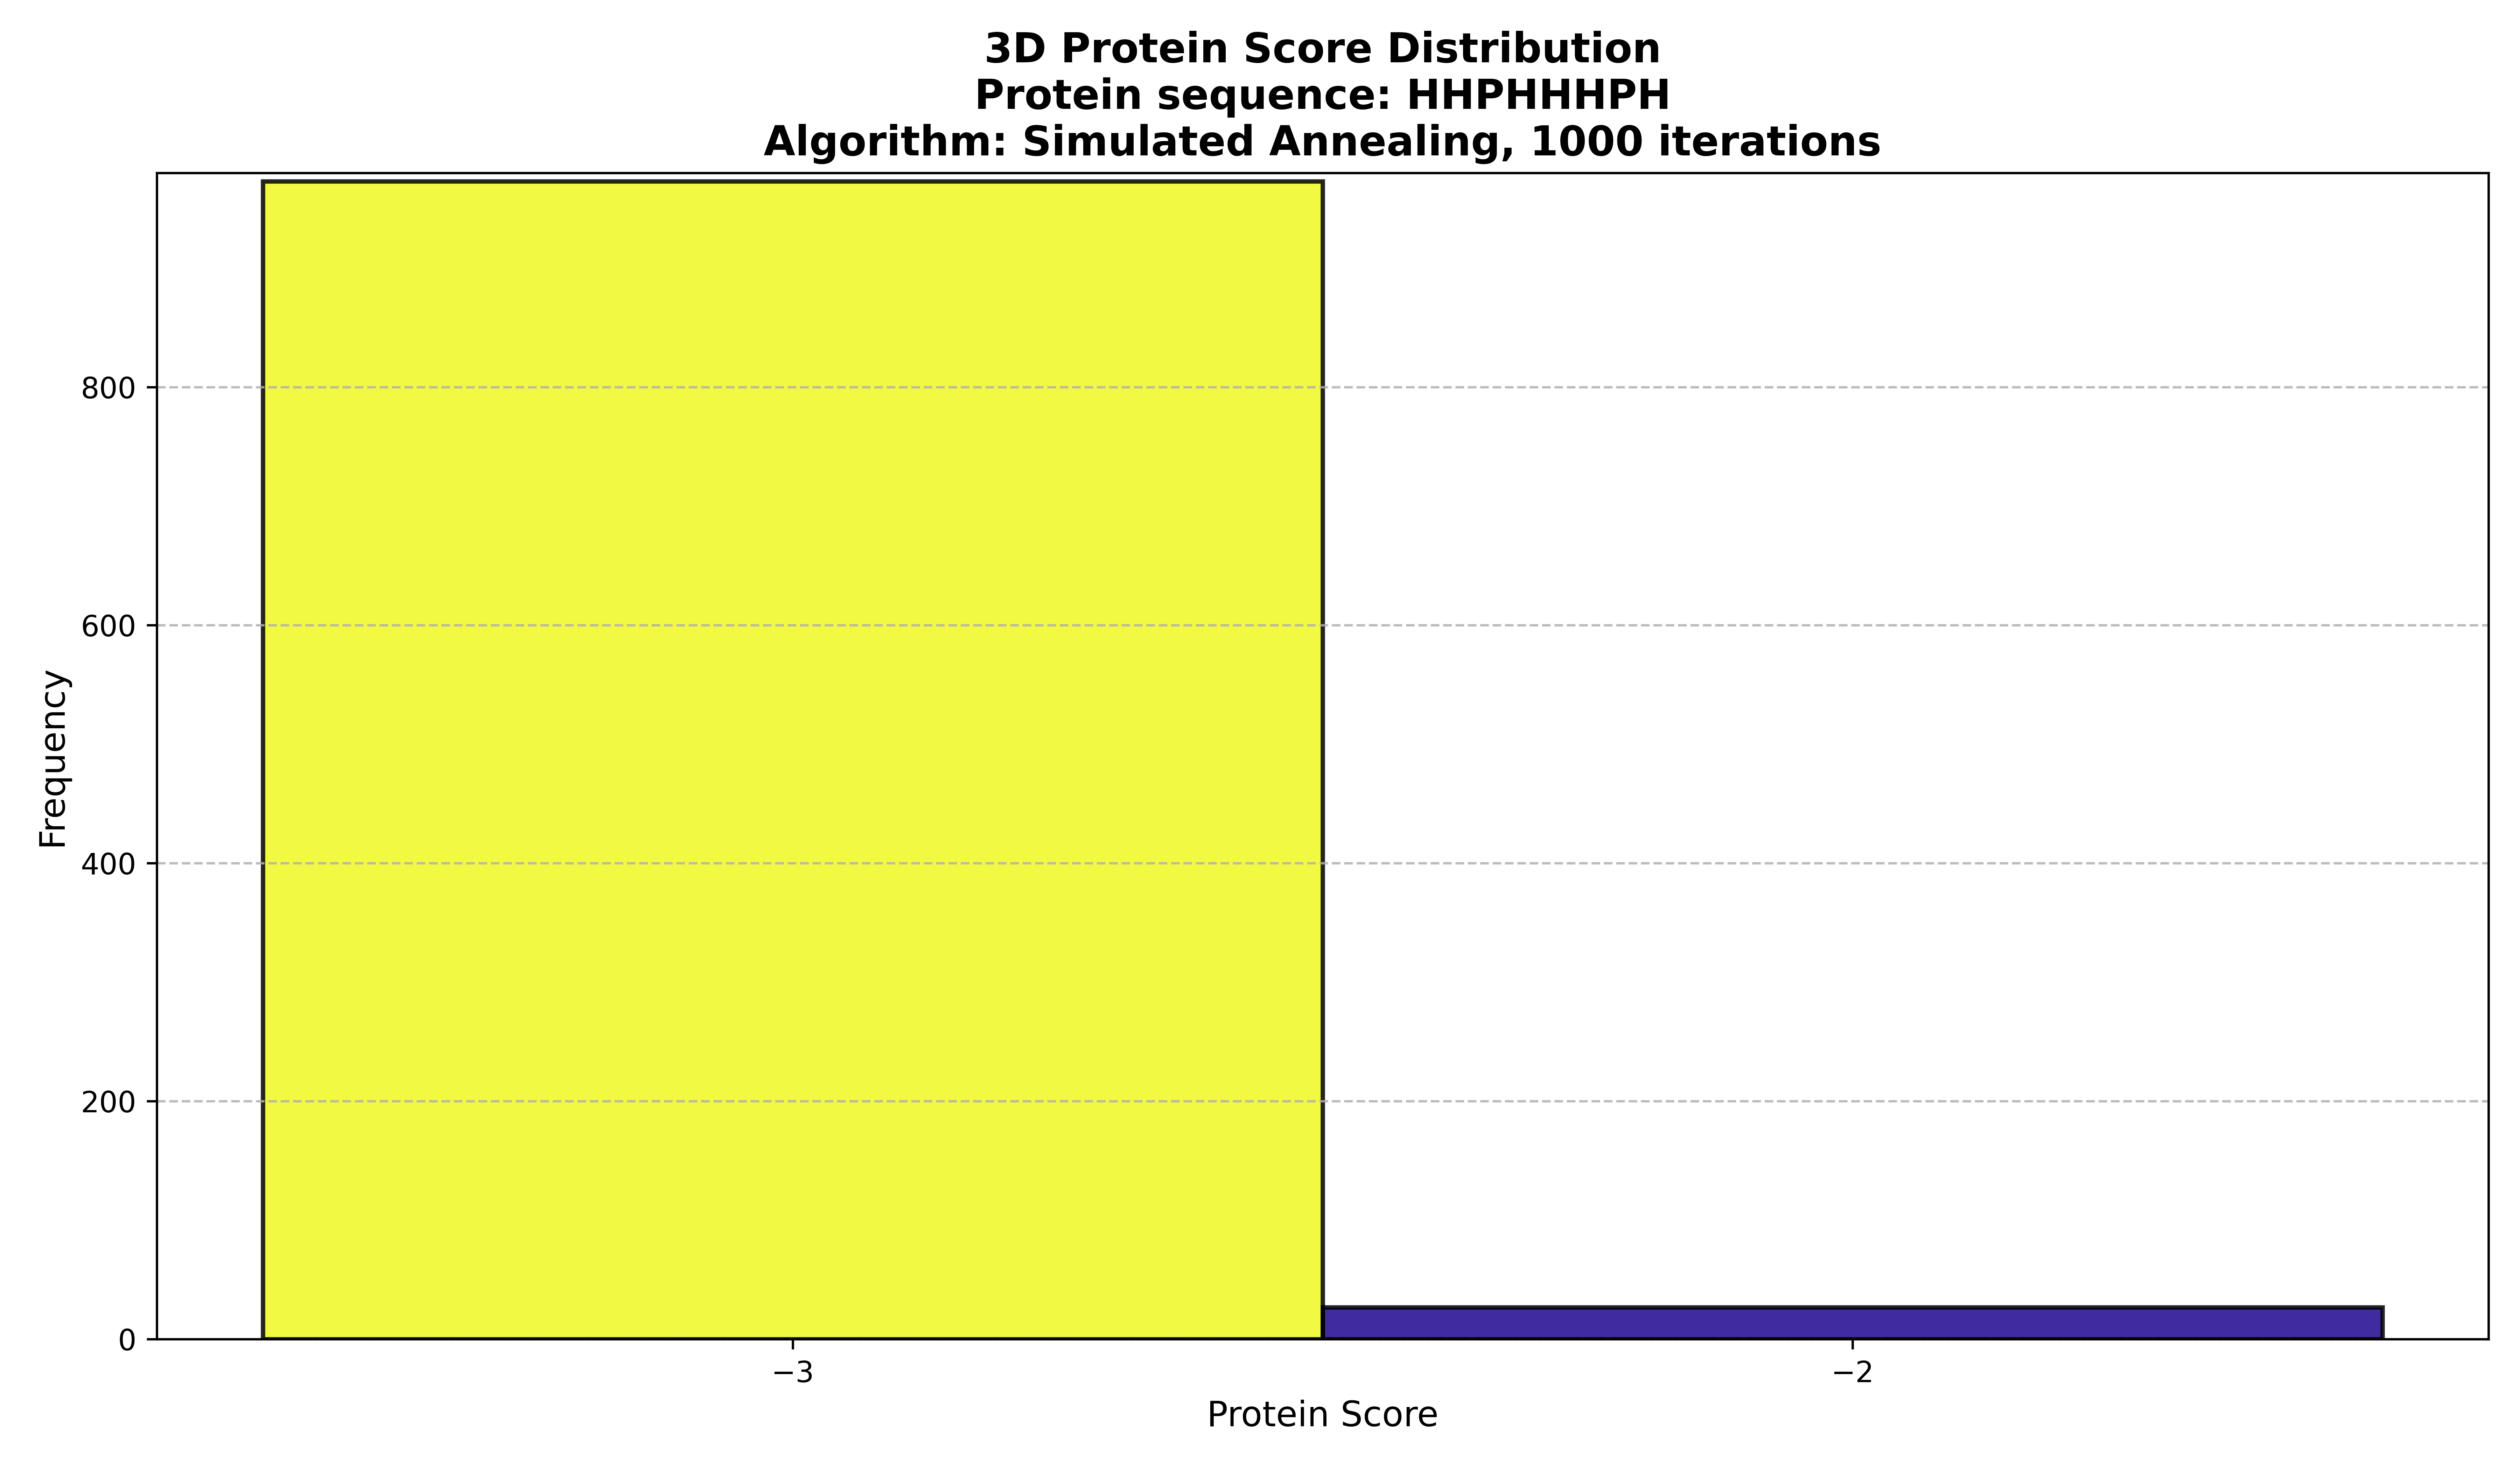 3D Protein Score Distribution
Protein sequence: HHPHHHPH
Algorithm: Simulated Annealing, 1000 iterations
800
600
400
200
0
Frequency
−3
−2
Protein Score